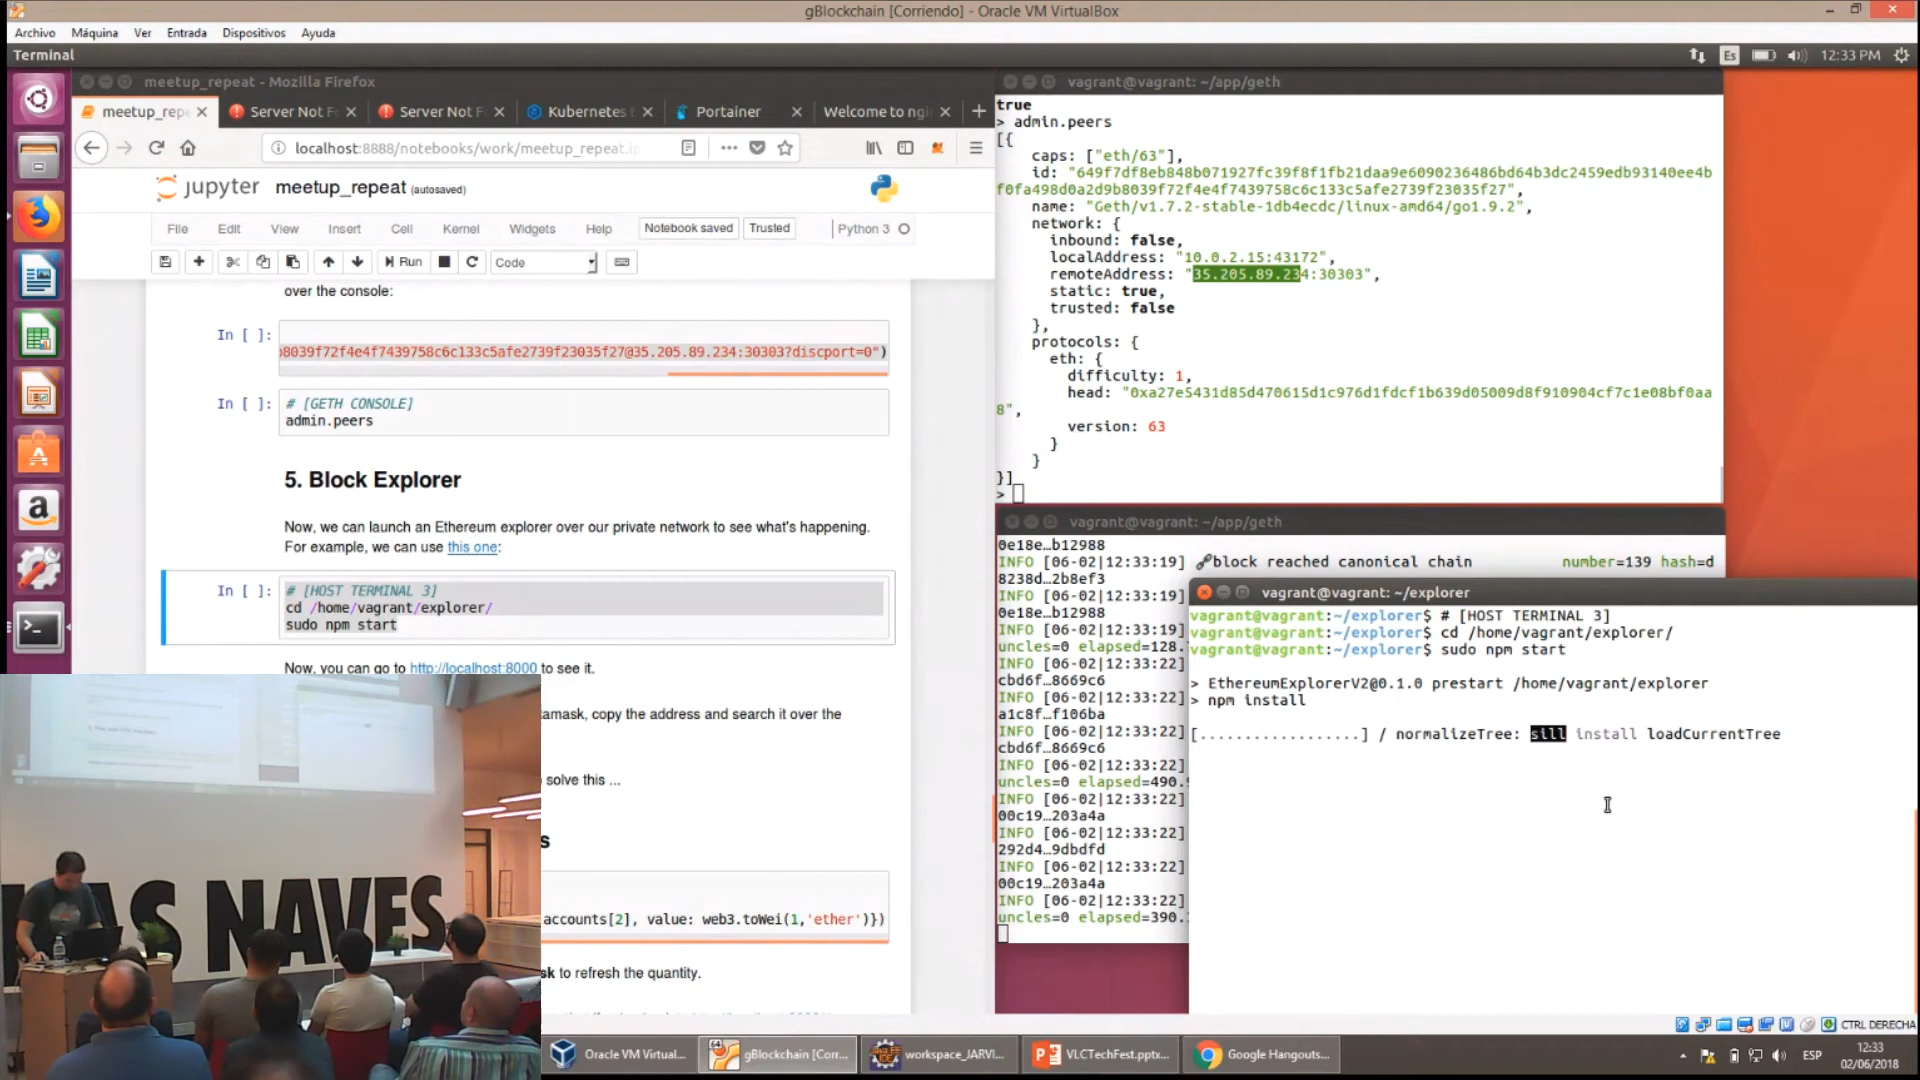 gBlockchain [Corriendo] - Oracle VM VirtualBox
Archivo Máquina Ver Entrada Dispositivos Ayuda
Terminal
Es
12:33 PM
meetup_repeat - Mozilla Firefox
meetup_repe
Server Not F
Server Not F
Kubernetes
Portainer
Welcome to ngi
localhost:8888/notebooks/work/meetup_repeat.i
jupyter meetup_repeat (autosaved)
File Edit View Insert Cell Kernel Widgets Help
Notebook saved
Trusted
Python 3
Run
Code
over the console:
In [ ]:
8039f72f4e4f7439758c6c133c5afe2739f23035f27@35.205.89.234:30303?discport=0")
In [ ]:
# [GETH CONSOLE]
admin.peers
5. Block Explorer
Now, we can launch an Ethereum explorer over our private network to see what's happening.
For example, we can use this one:
In [ ]:
# [HOST TERMINAL 3]
cd /home/vagrant/explorer/
sudo npm start
Now, you can go to http://localhost:8000 to see it.
tamask, copy the address and search it over the
solve this ...
s
accounts[2], value: web3.toWei(1,'ether')})
sk to refresh the quantity.
vagrant@vagrant: ~/app/geth
true
> admin.peers
[{
caps: ["eth/63"],
id: "649f7df8eb848b071927fc39f8f1fb21daa9e6090236486bd64b3dc2459edb93140ee4b
f0fa498d0a2d9b8039f72f4e4f7439758c6c133c5afe2739f23035f27",
name: "Geth/v1.7.2-stable-1db4ecdc/linux-amd64/go1.9.2",
network: {
inbound: false,
localAddress: "10.0.2.15:43172",
remoteAddress: "35.205.89.234:30303",
static: true,
trusted: false
},
protocols: {
eth: {
difficulty: 1,
head: "0xa27e5431d85d470615d1c976d1fdcf1b639d05009d8f910904cf7c1e08bf0aa
8",
version: 63
}
}
}]
>
vagrant@vagrant: ~/app/geth
0e18e…b12988
INFO [06-02|12:33:19] block reached canonical chain number=139 hash=d
8238d…2b8ef3
INFO [06-02|12:33:19]
0e18e…b12988
INFO [06-02|12:33:19]
uncles=0 elapsed=128.
INFO [06-02|12:33:22]
cbd6f…8669c6
INFO [06-02|12:33:22]
a1c8f…f106ba
INFO [06-02|12:33:22]
cbd6f…8669c6
INFO [06-02|12:33:22]
uncles=0 elapsed=490.
INFO [06-02|12:33:22]
00c19…203a4a
INFO [06-02|12:33:22]
292d4…9dbdfd
INFO [06-02|12:33:22]
00c19…203a4a
INFO [06-02|12:33:22]
uncles=0 elapsed=390.
vagrant@vagrant: ~/explorer
vagrant@vagrant:~/explorer$ # [HOST TERMINAL 3]
vagrant@vagrant:~/explorer$ cd /home/vagrant/explorer/
vagrant@vagrant:~/explorer$ sudo npm start
> EthereumExplorerV2@0.1.0 prestart /home/vagrant/explorer
> npm install
[..................] / normalizeTree: sill install loadCurrentTree
AS NAVES
CTRL DERECHA
Oracle VM Virtual...
gBlockchain [Corr...
workspace_JARVI...
VLCTechFest.pptx...
Google Hangouts...
ESP
12:33
02/06/2018